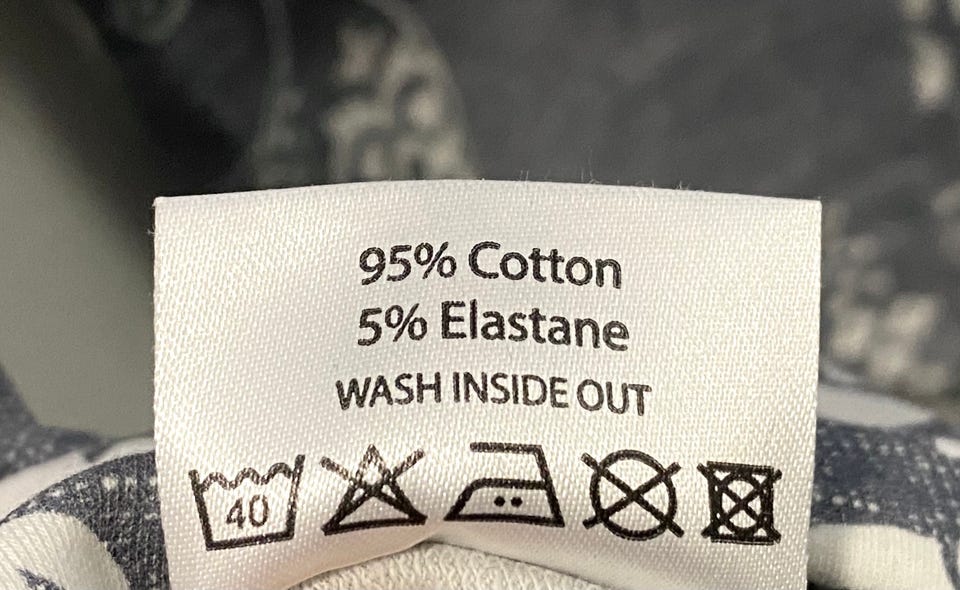 95% Cotton
5% Elastane
WASH INSIDE OUT
40